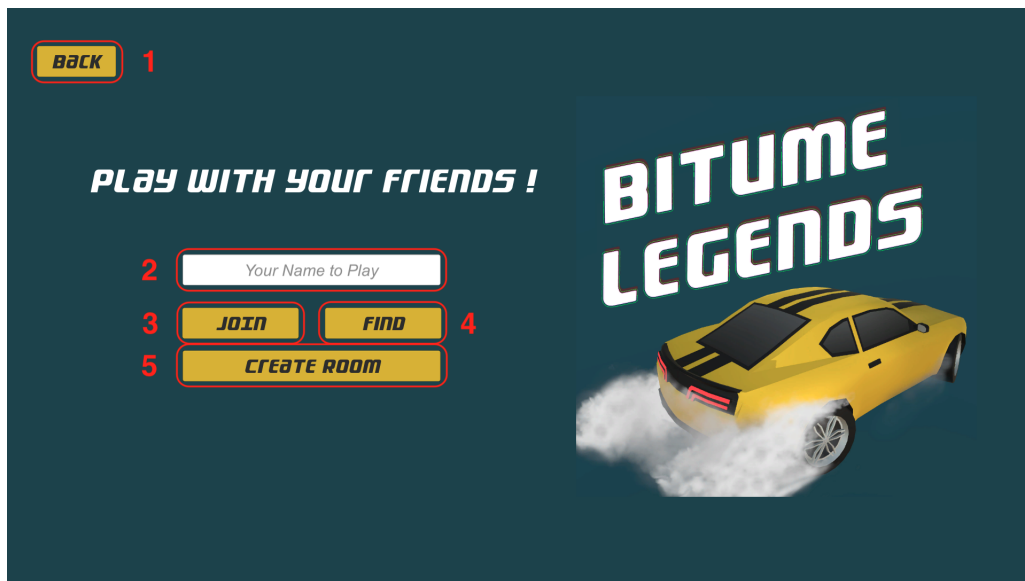 BACK 1
PLAY WITH YOUR FRIENDS !
2 Your Name to Play
3 JOIN FIND 4
5 CREATE ROOM
BITUME
LEGENDS